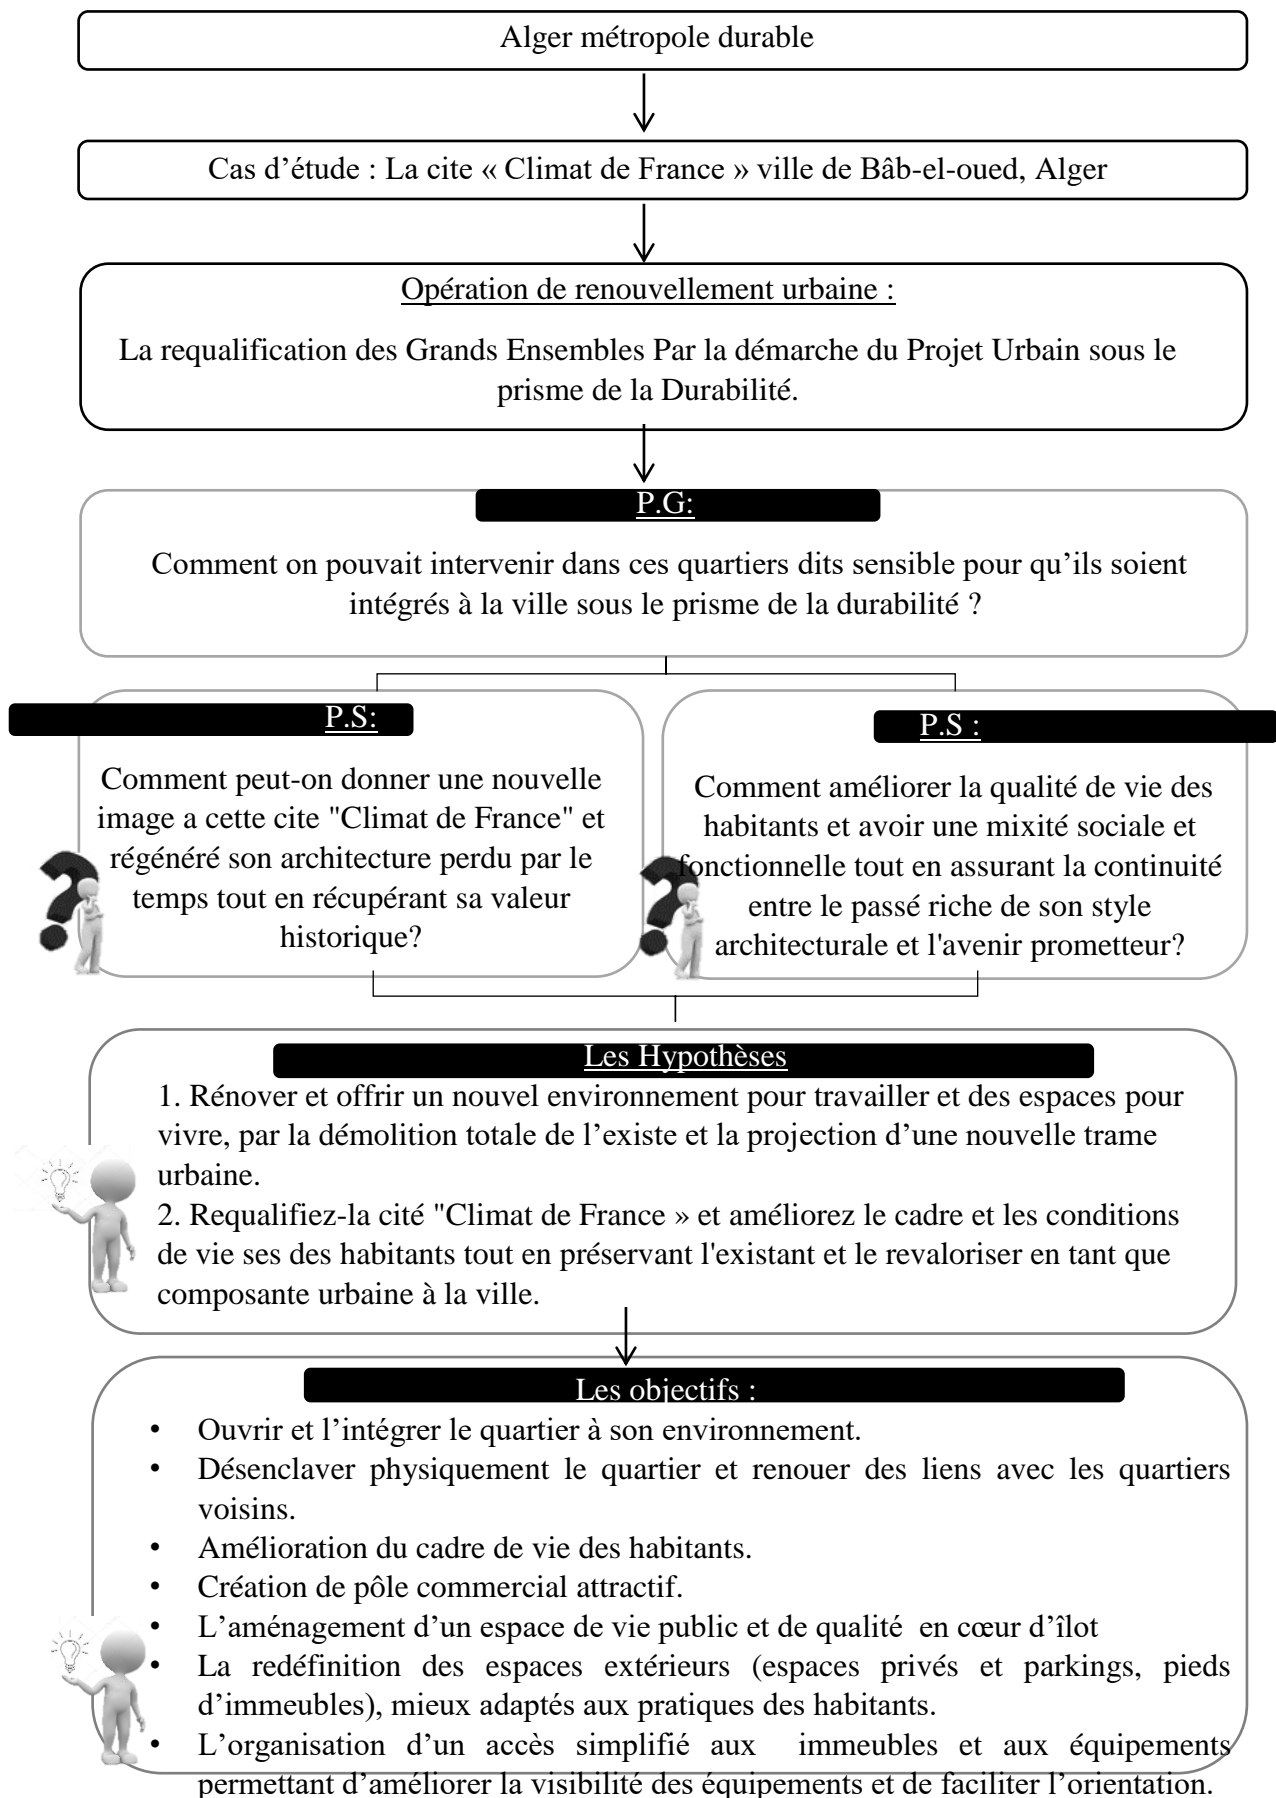 Alger métropole durable
Cas d’étude : La cite « Climat de France » ville de Bâb-el-oued, Alger
Opération de renouvellement urbaine :
La requalification des Grands Ensembles Par la démarche du Projet Urbain sous le
prisme de la Durabilité.
P.G:
Comment on pouvait intervenir dans ces quartiers dits sensible pour qu’ils soient
intégrés à la ville sous le prisme de la durabilité ?
P.S:
Comment peut-on donner une nouvelle
image a cette cite "Climat de France" et
régénéré son architecture perdu par le
temps tout en récupérant sa valeur
historique?
P.S :
Comment améliorer la qualité de vie des
habitants et avoir une mixité sociale et
fonctionnelle tout en assurant la continuité
entre le passé riche de son style
architecturale et l'avenir prometteur?
Les Hypothèses
1. Rénover et offrir un nouvel environnement pour travailler et des espaces pour
vivre, par la démolition totale de l’existe et la projection d’une nouvelle trame
urbaine.
2. Requalifiez-la cité "Climat de France » et améliorez le cadre et les conditions
de vie ses des habitants tout en préservant l'existant et le revaloriser en tant que
composante urbaine à la ville.
Les objectifs :
• Ouvrir et l’intégrer le quartier à son environnement.
• Désenclaver physiquement le quartier et renouer des liens avec les quartiers
voisins.
• Amélioration du cadre de vie des habitants.
• Création de pôle commercial attractif.
• L’aménagement d’un espace de vie public et de qualité en cœur d’îlot
• La redéfinition des espaces extérieurs (espaces privés et parkings, pieds
d’immeubles), mieux adaptés aux pratiques des habitants.
• L’organisation d’un accès simplifié aux immeubles et aux équipements
permettant d’améliorer la visibilité des équipements et de faciliter l’orientation.